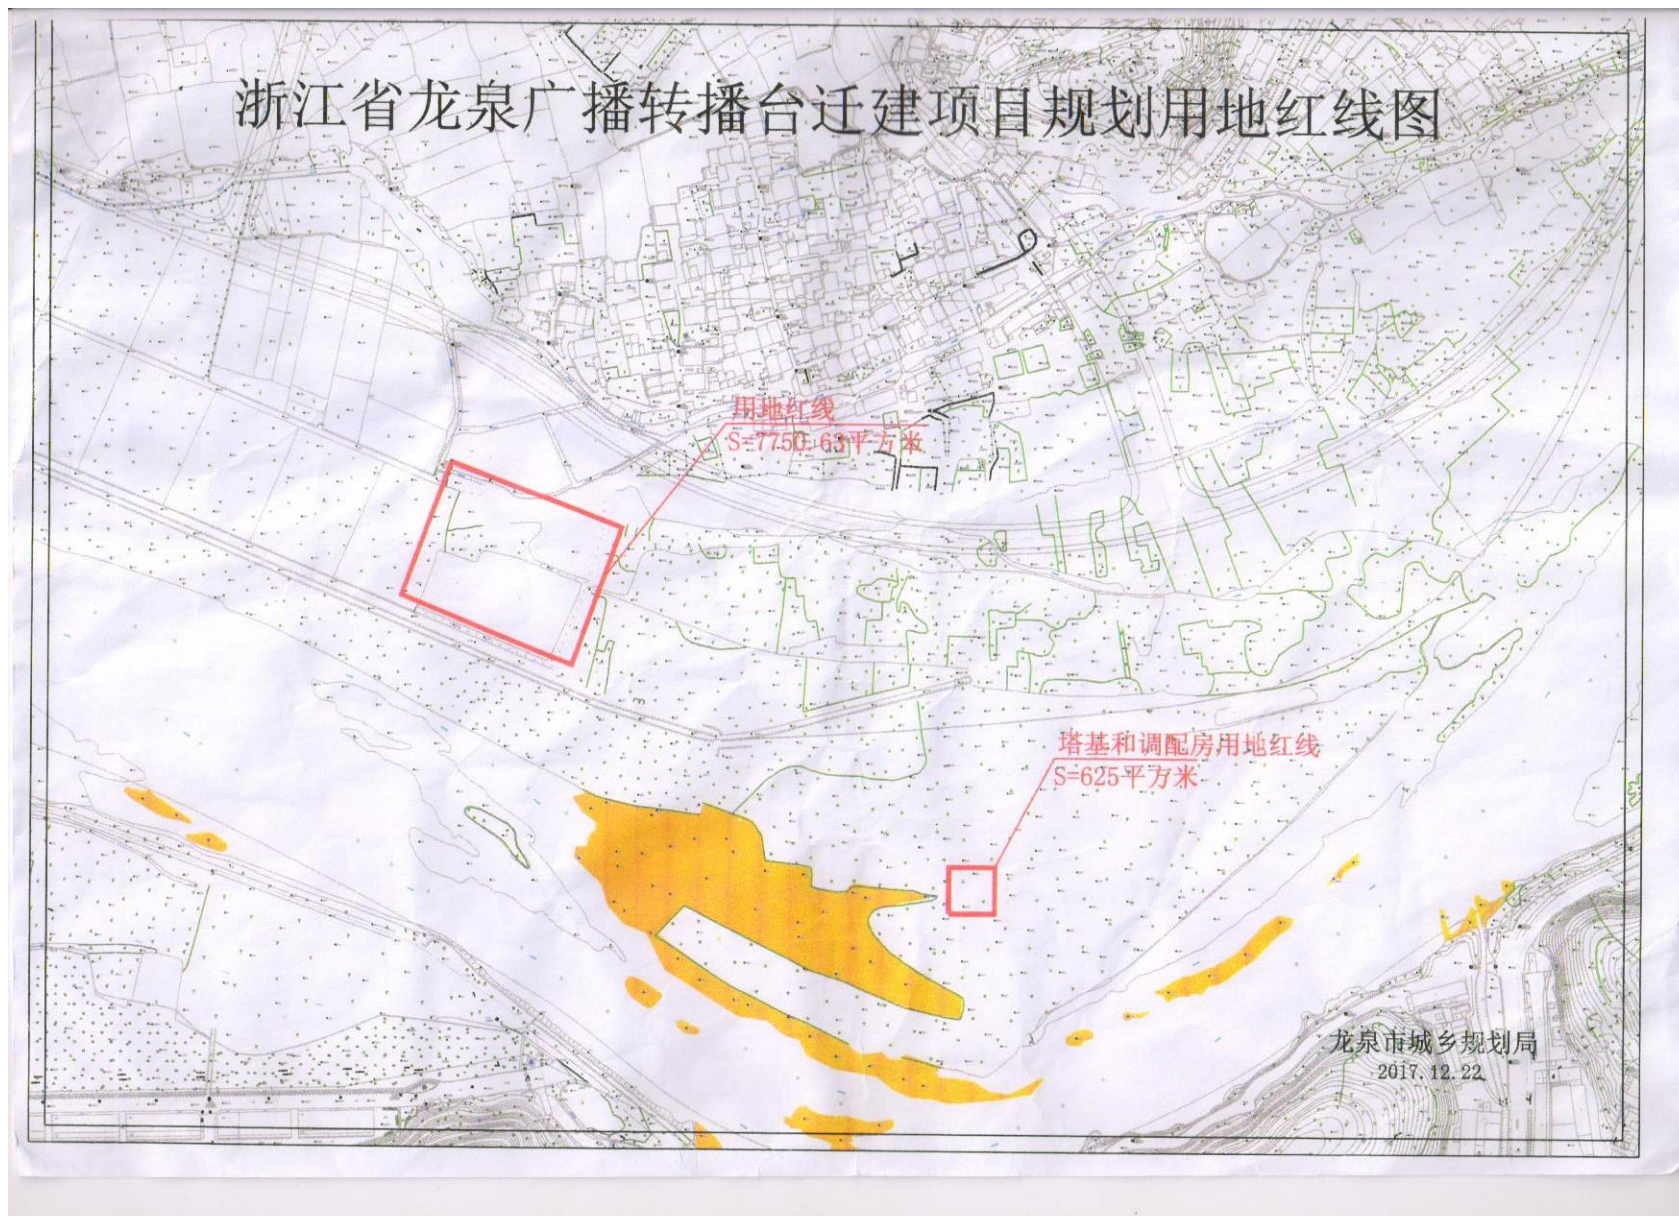 浙江省龙泉广播转播台迁建项目规划用地红线图
用地红线
S=7750.63平方米
塔基和调配房用地红线
S=625平方米
龙泉市城乡规划局
2017.12.22